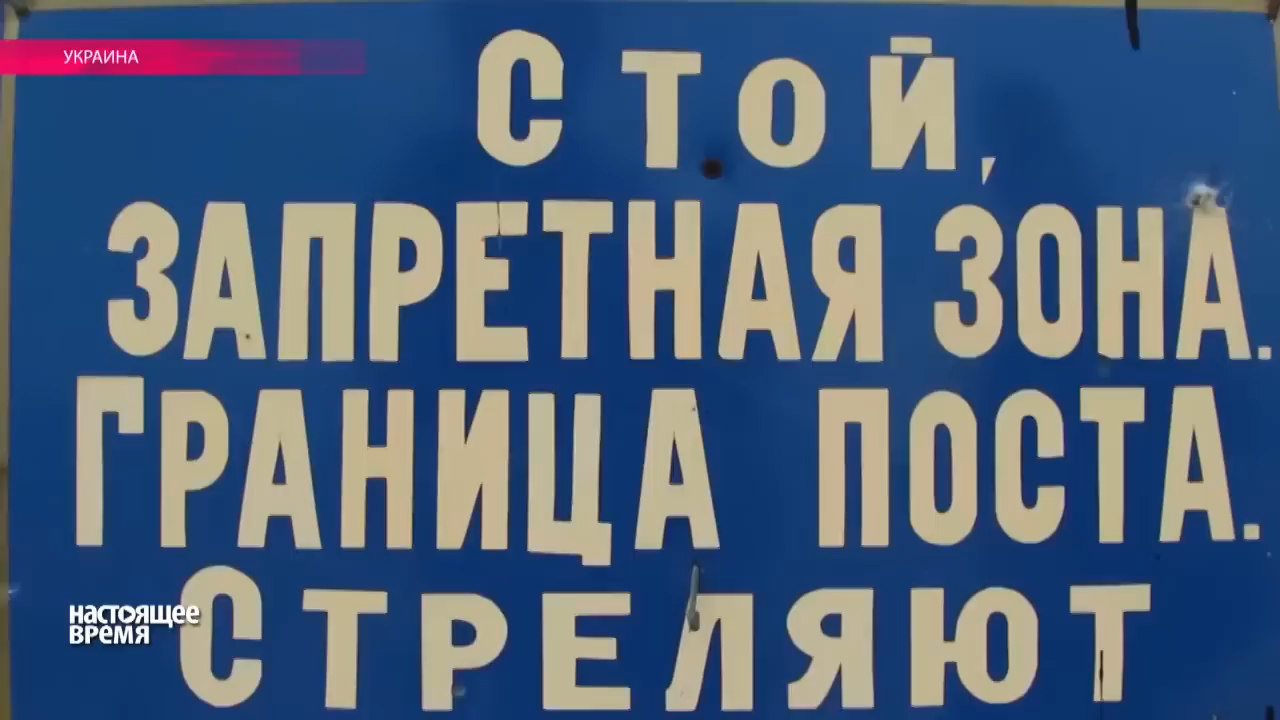 УКРАИНА
СТОЙ,
ЗАПРЕТНАЯ ЗОНА.
ГРАНИЦА ПОСТА.
СТРЕЛЯЮТ
НАСТОЯЩЕЕ
ВРЕМЯ